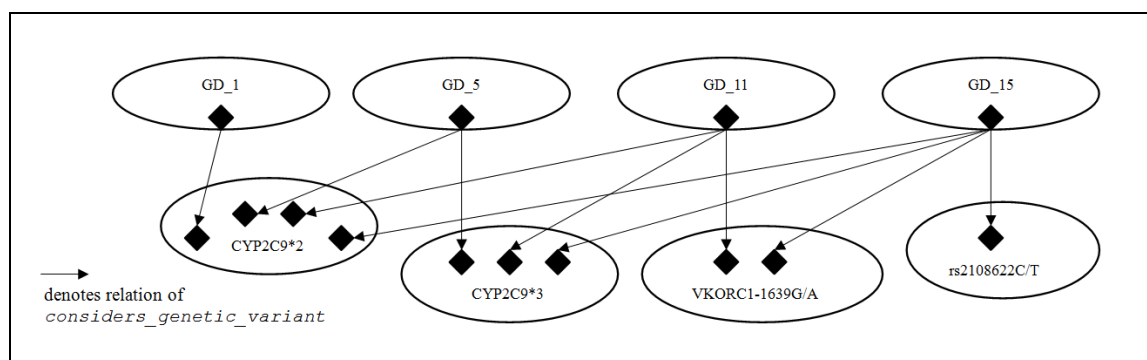 GD_1
GD_5
GD_11
GD_15
CYP2C9*2
CYP2C9*3
VKORC1-1639G/A
rs2108622C/T
denotes relation of
considers_genetic_variant